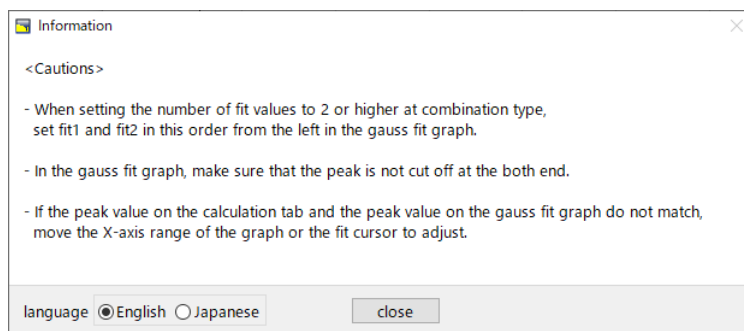 Information
<Cautions>
- When setting the number of fit values to 2 or higher at combination type,
set fit1 and fit2 in this order from the left in the gauss fit graph.
- In the gauss fit graph, make sure that the peak is not cut off at the both end.
- If the peak value on the calculation tab and the peak value on the gauss fit graph do not match,
move the X-axis range of the graph or the fit cursor to adjust.
language English Japanese close